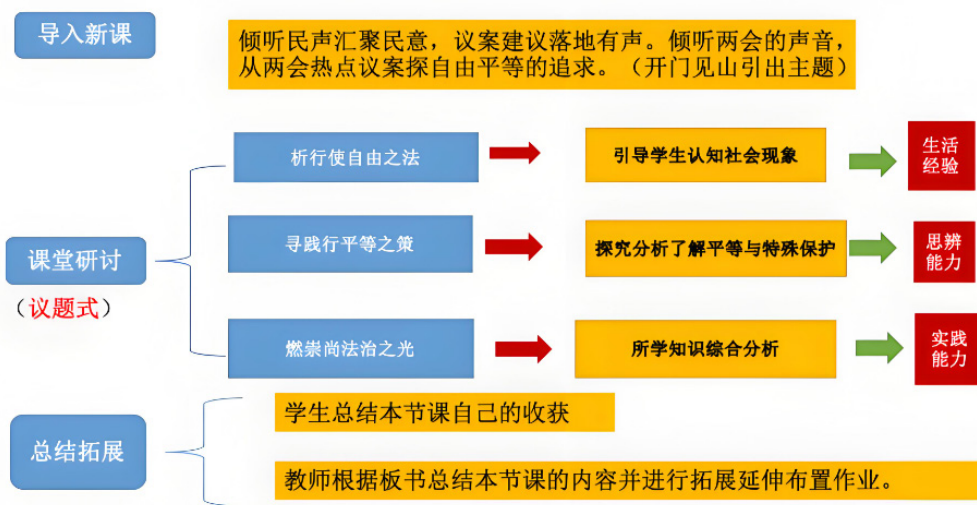 导入新课
倾听民声汇聚民意，议案建议落地有声。倾听两会的声音，
从两会热点议案探自由平等的追求。（开门见山引出主题）
析行使自由之法
引导学生认知社会现象
生活
经验
课堂研讨
（议题式）
寻践行平等之策
探究分析了解平等与特殊保护
思辨
能力
燃崇尚法治之光
所学知识综合分析
实践
能力
总结拓展
学生总结本节课自己的收获
教师根据板书总结本节课的内容并进行拓展延伸布置作业。